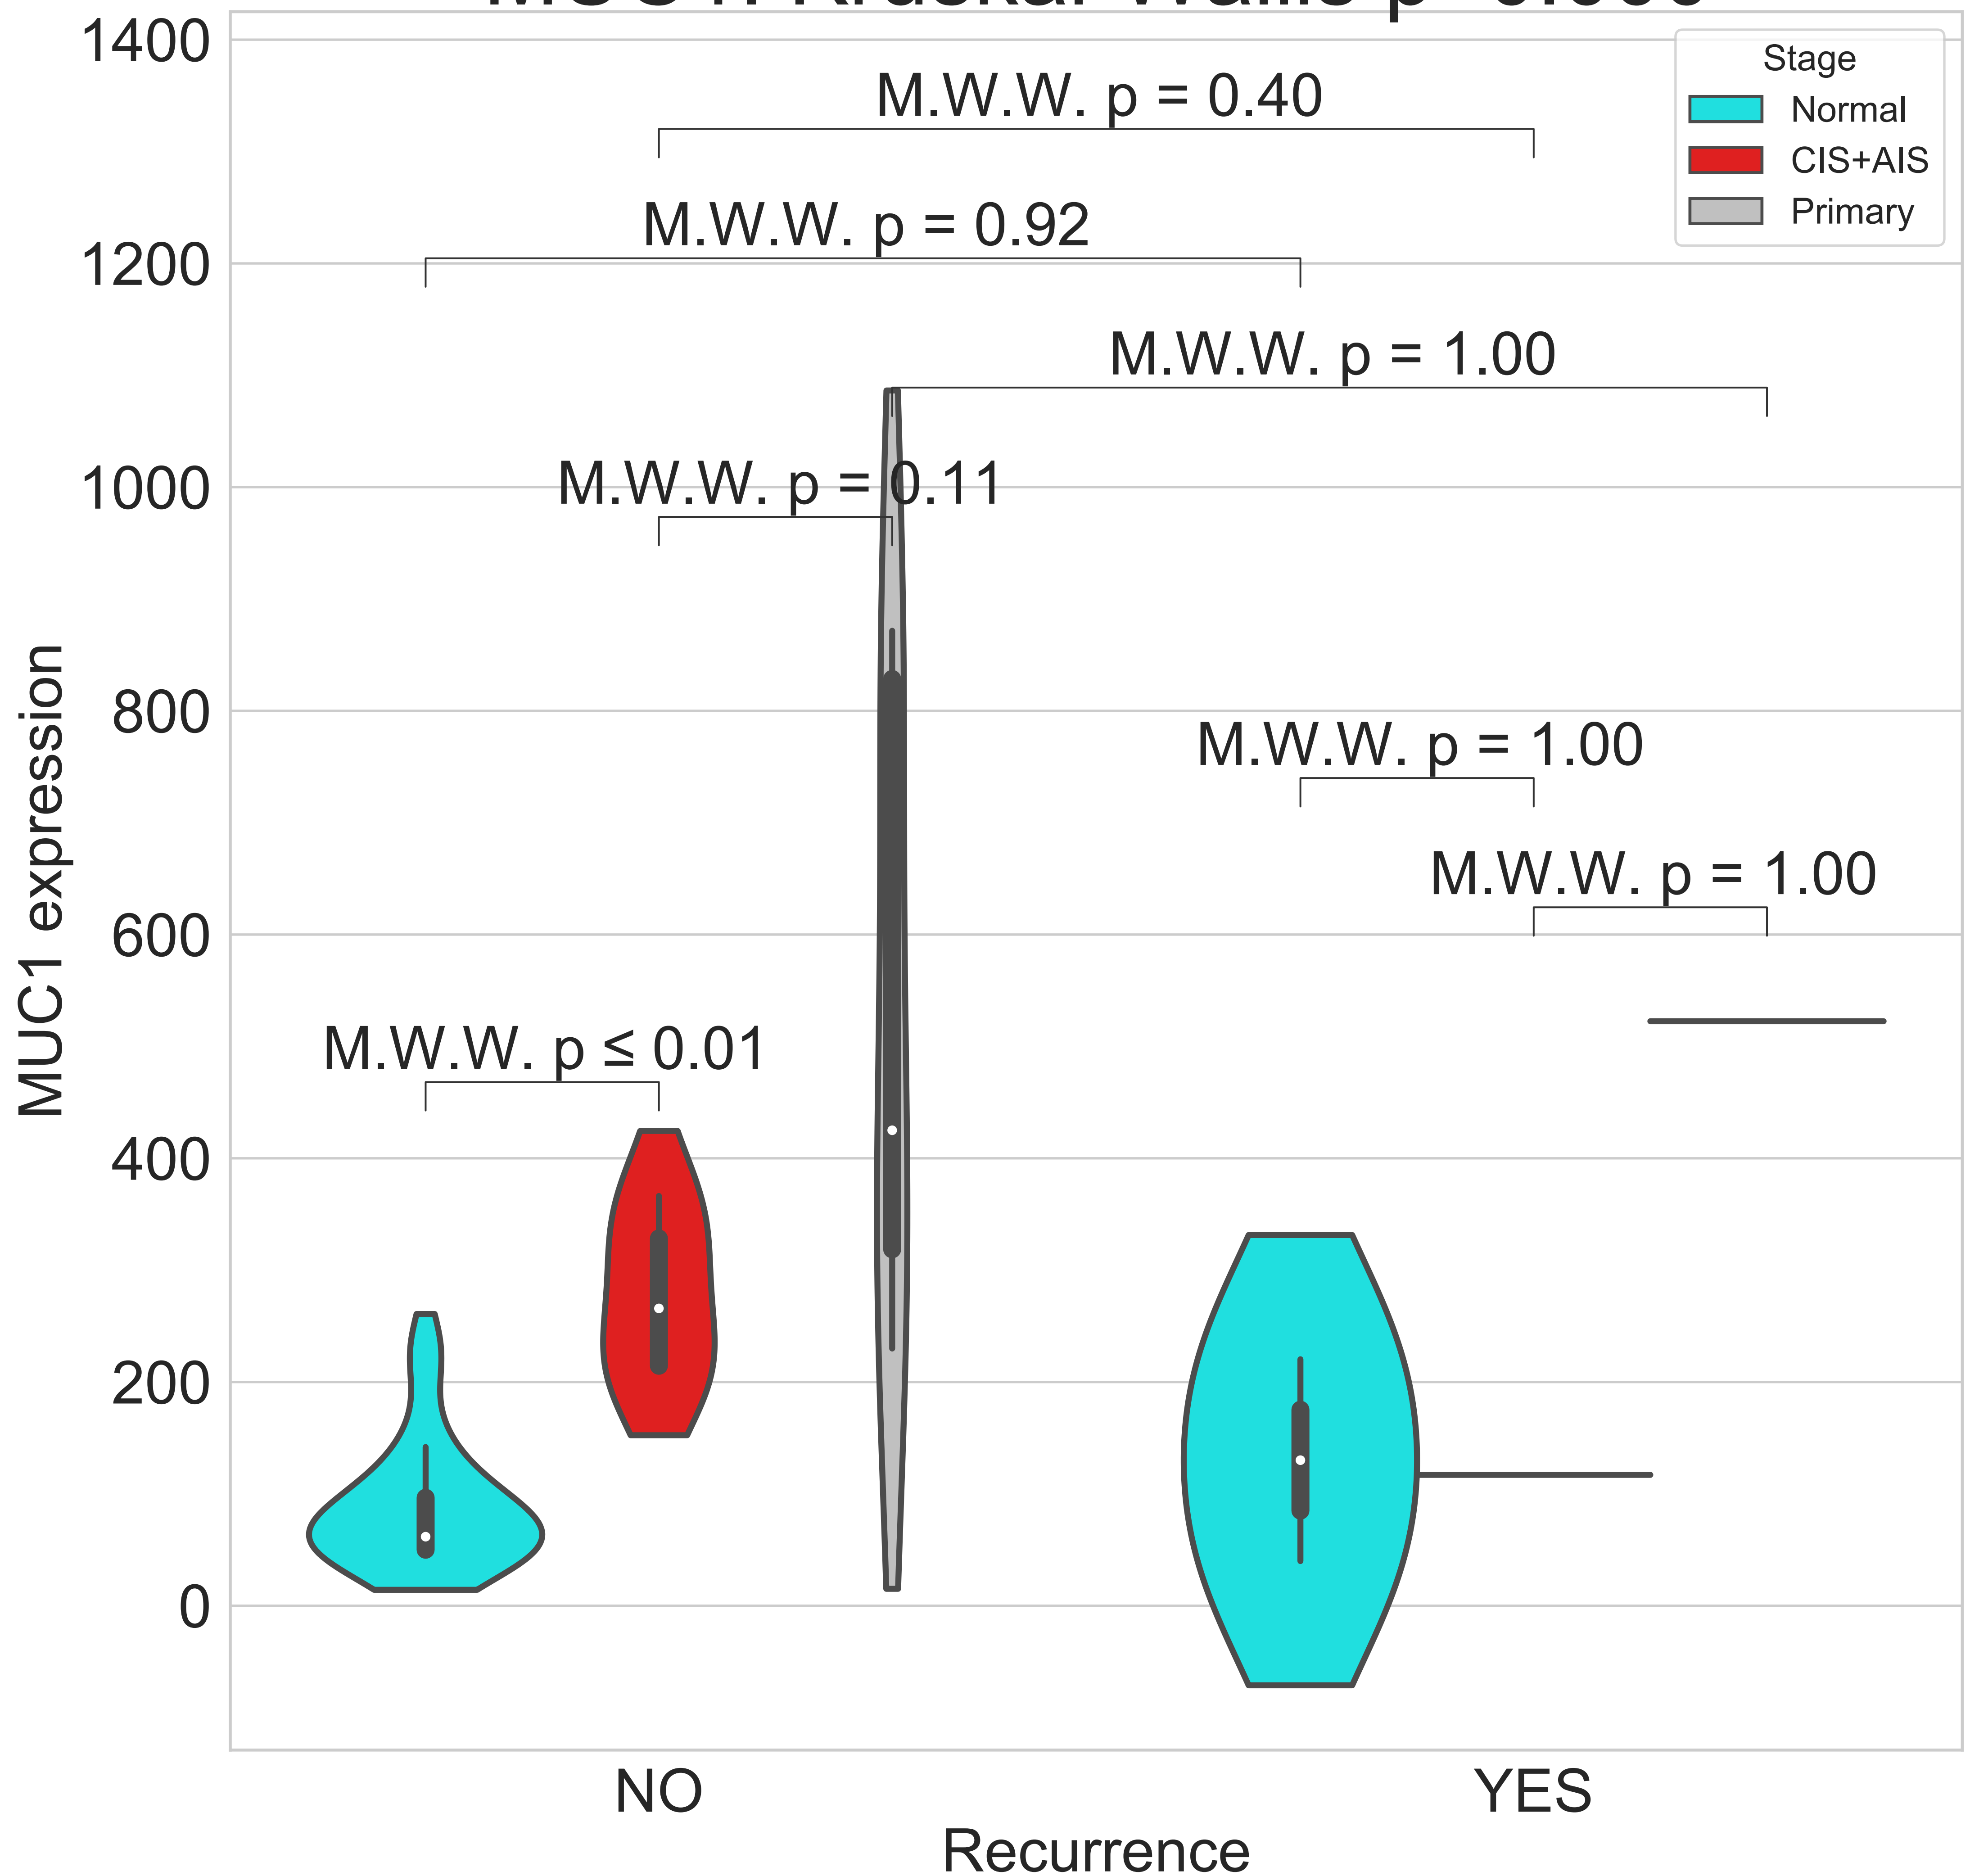 1400
1200
1000
800
600
400
200
0
MUC1 expression
Stage
Normal
CIS+AIS
Primary
M.W.W. p = 0.40
M.W.W. p = 0.92
M.W.W. p = 1.00
M.W.W. p = 0.11
M.W.W. p = 1.00
M.W.W. p = 1.00
M.W.W. p ≤ 0.01
NO
YES
Recurrence